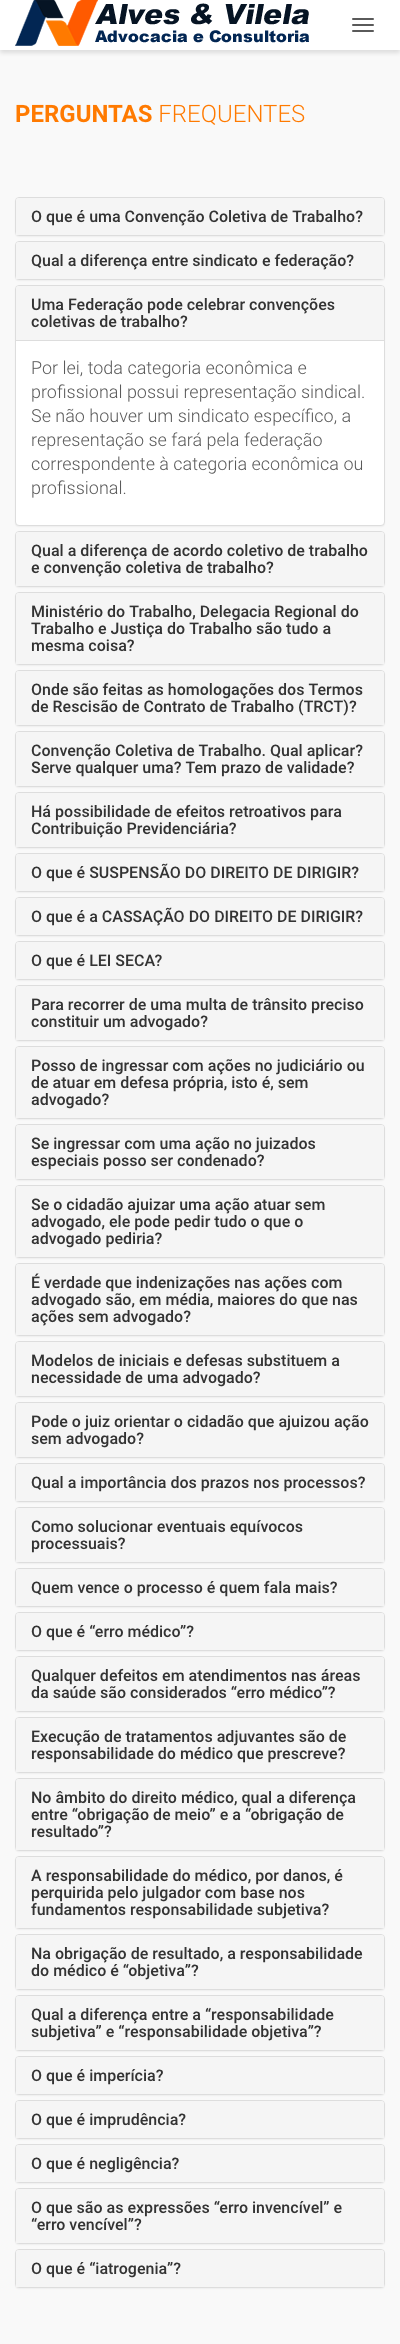 Alves & Vilela
Advocacia e Consultoria
PERGUNTAS FREQUENTES
O que é uma Convenção Coletiva de Trabalho?
Qual a diferença entre sindicato e federação?
Uma Federação pode celebrar convenções
coletivas de trabalho?
Por lei, toda categoria econômica e
profissional possui representação sindical.
Se não houver um sindicato específico, a
representação se fará pela federação
correspondente à categoria econômica ou
profissional.
Qual a diferença de acordo coletivo de trabalho
e convenção coletiva de trabalho?
Ministério do Trabalho, Delegacia Regional do
Trabalho e Justiça do Trabalho são tudo a
mesma coisa?
Onde são feitas as homologações dos Termos
de Rescisão de Contrato de Trabalho (TRCT)?
Convenção Coletiva de Trabalho. Qual aplicar?
Serve qualquer uma? Tem prazo de validade?
Há possibilidade de efeitos retroativos para
Contribuição Previdenciária?
O que é SUSPENSÃO DO DIREITO DE DIRIGIR?
O que é a CASSAÇÃO DO DIREITO DE DIRIGIR?
O que é LEI SECA?
Para recorrer de uma multa de trânsito preciso
constituir um advogado?
Posso de ingressar com ações no judiciário ou
de atuar em defesa própria, isto é, sem
advogado?
Se ingressar com uma ação no juizados
especiais posso ser condenado?
Se o cidadão ajuizar uma ação atuar sem
advogado, ele pode pedir tudo o que o
advogado pediria?
É verdade que indenizações nas ações com
advogado são, em média, maiores do que nas
ações sem advogado?
Modelos de iniciais e defesas substituem a
necessidade de uma advogado?
Pode o juiz orientar o cidadão que ajuizou ação
sem advogado?
Qual a importância dos prazos nos processos?
Como solucionar eventuais equívocos
processuais?
Quem vence o processo é quem fala mais?
O que é “erro médico”?
Qualquer defeitos em atendimentos nas áreas
da saúde são considerados “erro médico”?
Execução de tratamentos adjuvantes são de
responsabilidade do médico que prescreve?
No âmbito do direito médico, qual a diferença
entre “obrigação de meio” e a “obrigação de
resultado”?
A responsabilidade do médico, por danos, é
perquirida pelo julgador com base nos
fundamentos responsabilidade subjetiva?
Na obrigação de resultado, a responsabilidade
do médico é “objetiva”?
Qual a diferença entre a “responsabilidade
subjetiva” e “responsabilidade objetiva”?
O que é imperícia?
O que é imprudência?
O que é negligência?
O que são as expressões “erro invencível” e
“erro vencível”?
O que é “iatrogenia”?